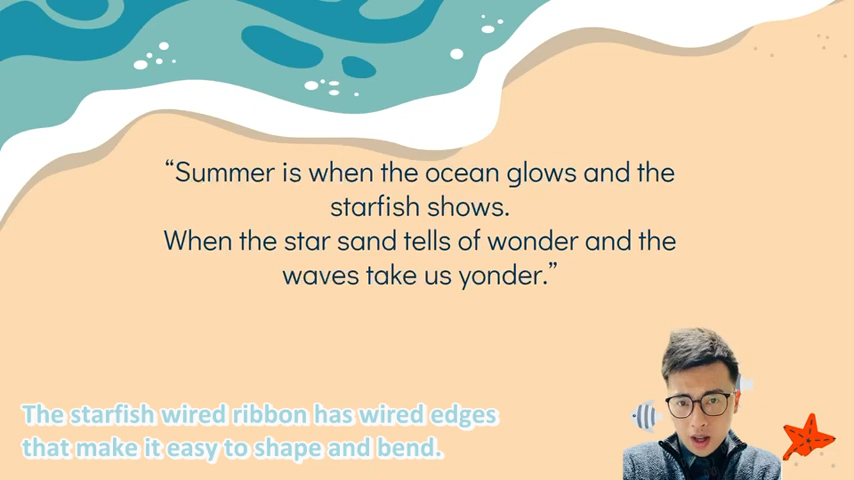 “Summer is when the ocean glows and the
starfish shows.
When the star sand tells of wonder and the
waves take us yonder.”
The starfish wired ribbon has wired edges
that make it easy to shape and bend.